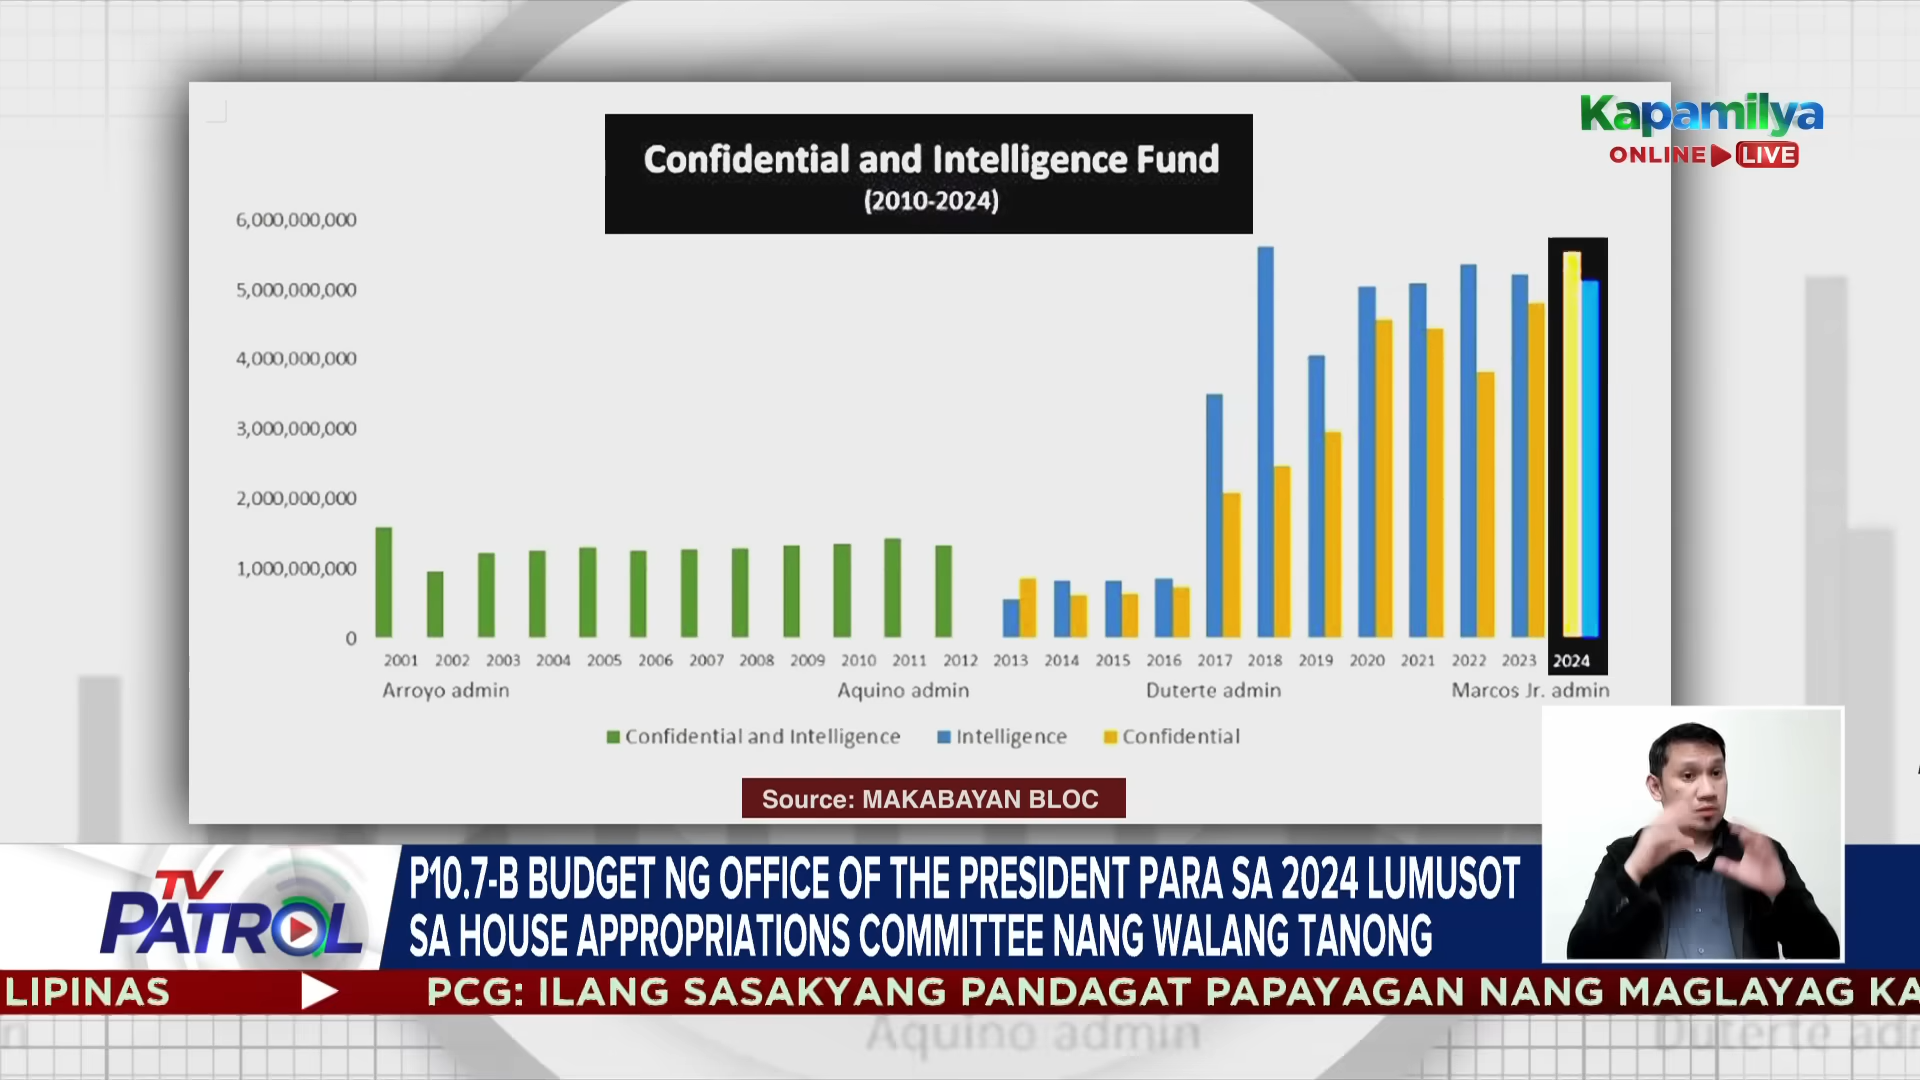 Kapamilya
ONLINE LIVE
Confidential and Intelligence Fund
(2010-2024)
6,000,000,000
5,000,000,000
4,000,000,000
3,000,000,000
2,000,000,000
1,000,000,000
0
2001 2002 2003 2004 2005 2006 2007 2008 2009 2010 2011 2012 2013 2014 2015 2016 2017 2018 2019 2020 2021 2022 2023 2024
Arroyo admin Aquino admin Duterte admin Marcos Jr. admin
Confidential and Intelligence Intelligence Confidential
Source: MAKABAYAN BLOC
TV PATROL
P10.7-B BUDGET NG OFFICE OF THE PRESIDENT PARA SA 2024 LUMUSOT
SA HOUSE APPROPRIATIONS COMMITTEE NANG WALANG TANONG
LIPINAS PCG: ILANG SASAKYANG PANDAGAT PAPAYAGAN NANG MAGLAYAG KA
Aquino admin Duterte adm